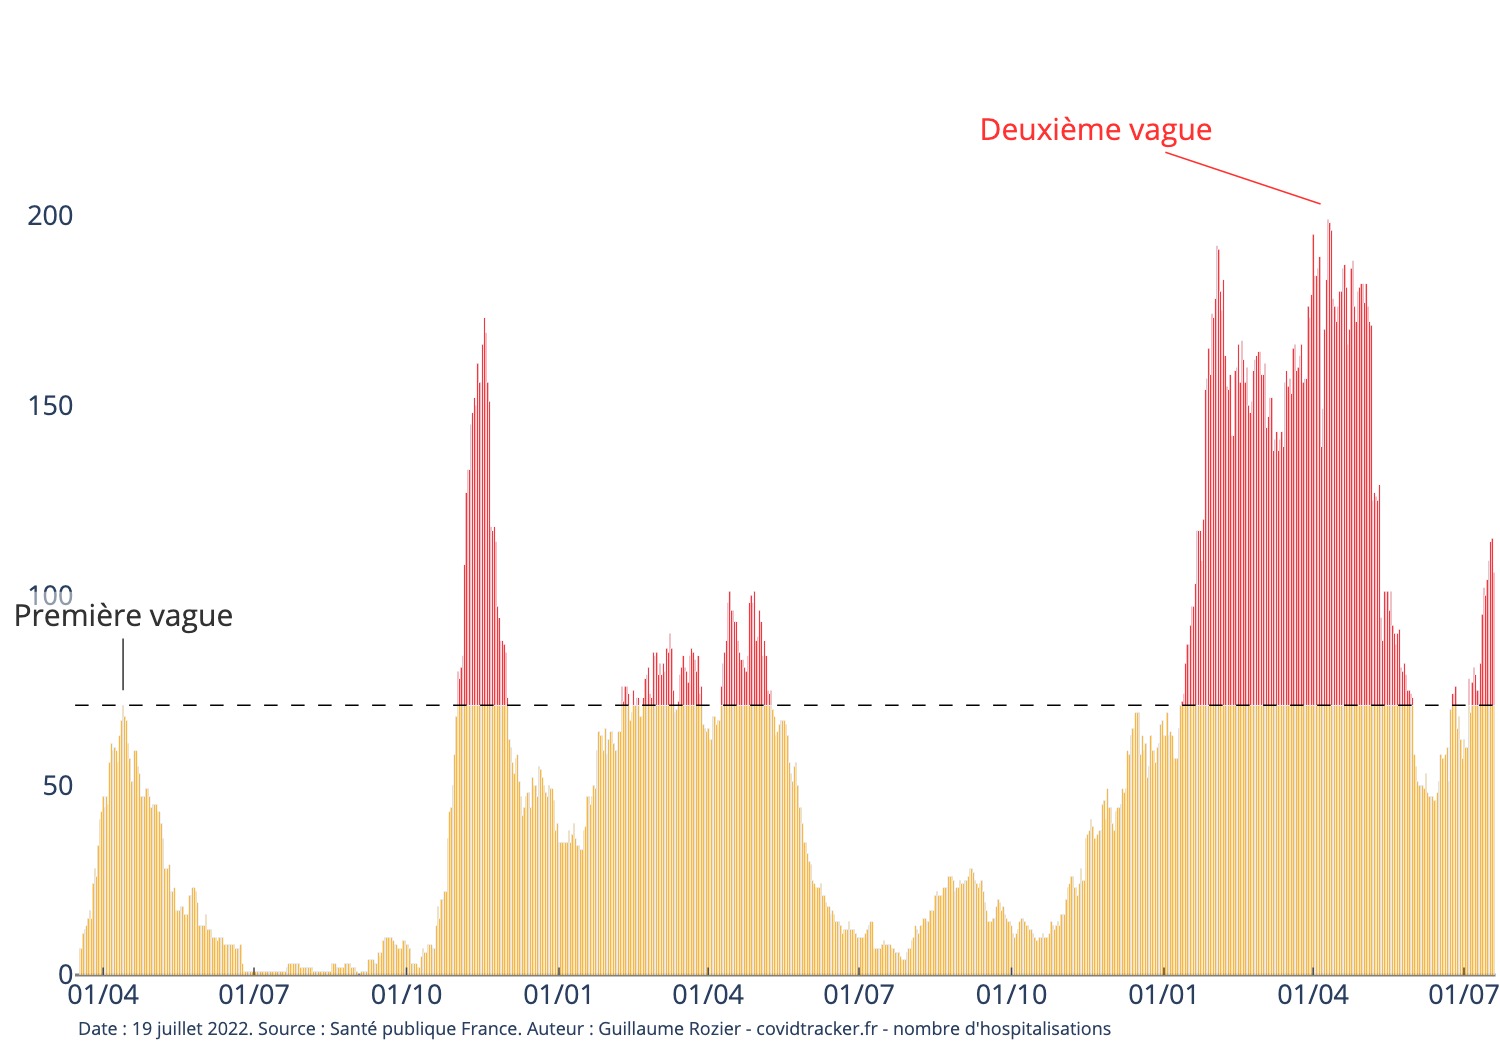 Deuxième vague
200
150
100
Première vague
50
0
01/04 01/07 01/10 01/01 01/04 01/07 01/10 01/01 01/04 01/07
Date : 19 juillet 2022. Source : Santé publique France. Auteur : Guillaume Rozier - covidtracker.fr - nombre d'hospitalisations